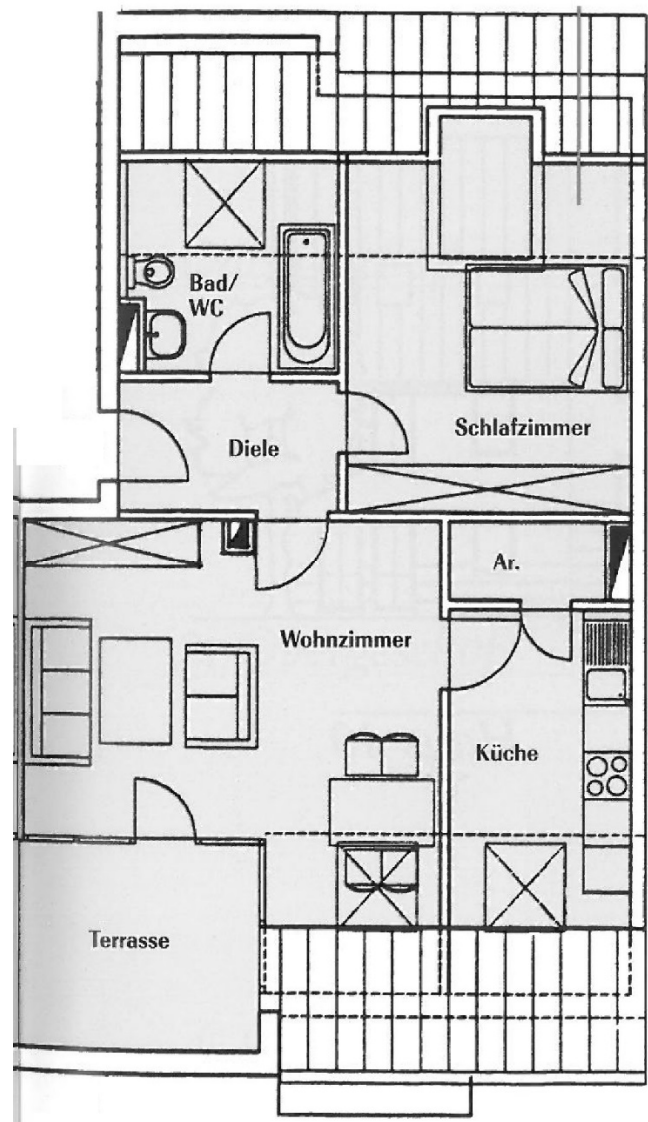 Bad/
WC
Diele
Schlafzimmer
Ar.
Wohnzimmer
Küche
Terrasse